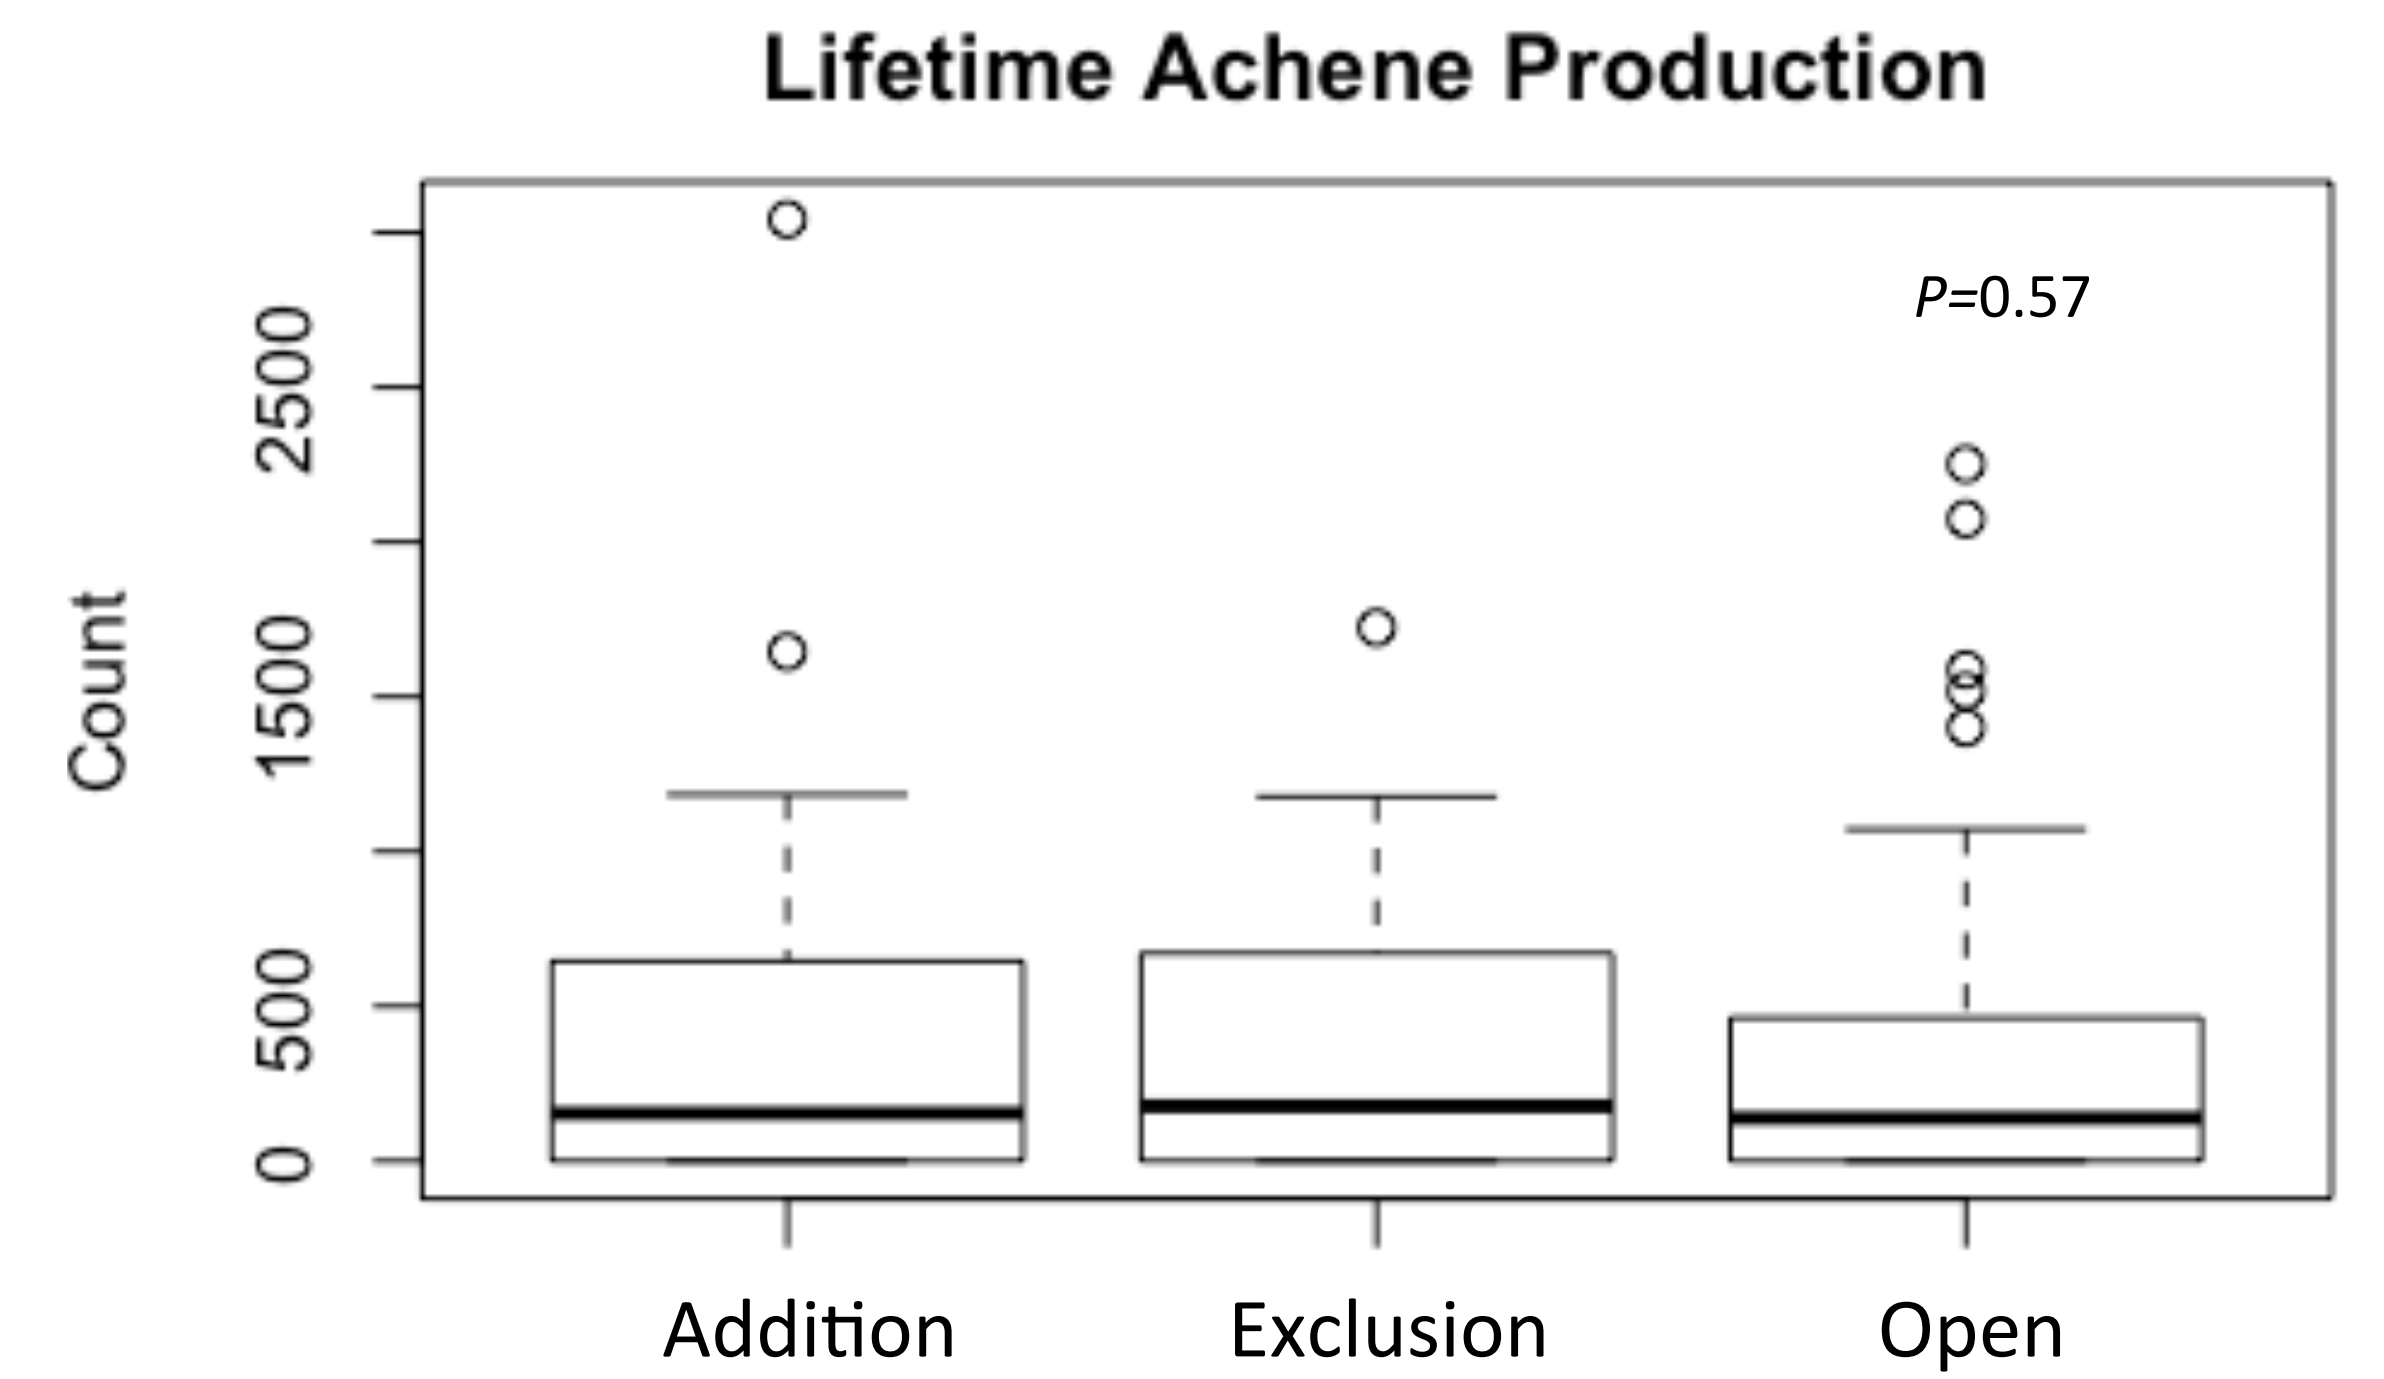 Lifetime Achene Production
P=0.57
Count
2500
1500
500
0
Addition Exclusion Open